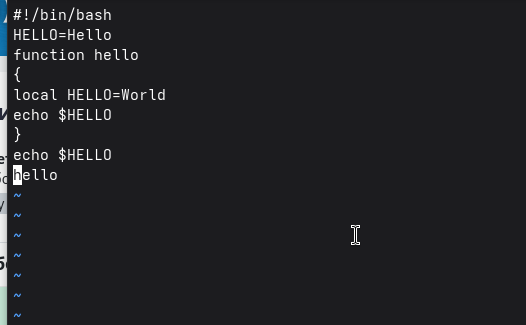 #!/bin/bash
HELLO=Hello
function hello
{
local HELLO=World
echo $HELLO
}
echo $HELLO
hello
~
~
~
~
~
~
~